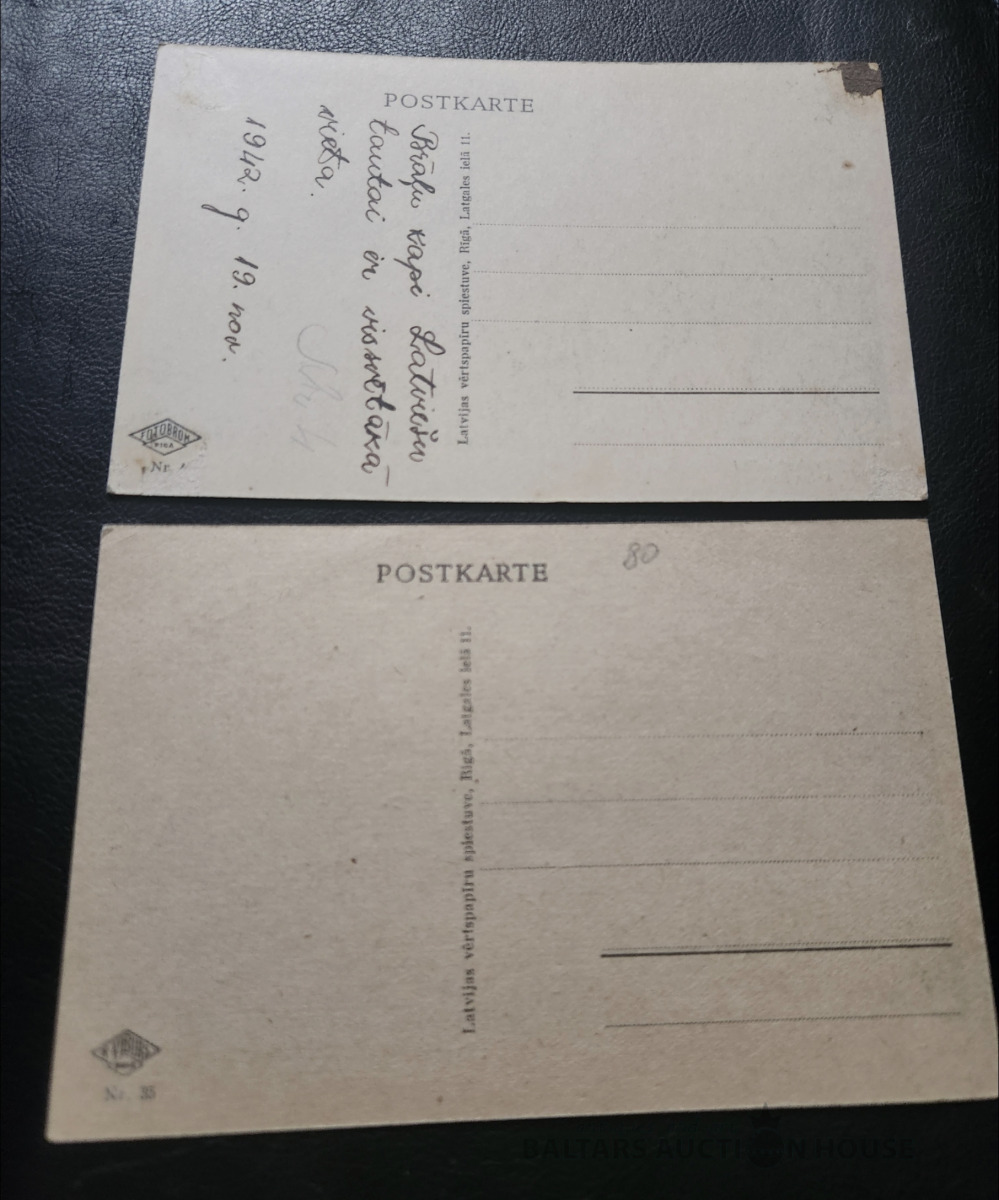 POSTKARTE
Brāļu kapi Latviešu
tautai ir vissvētākā
vieta.
1942. g. 19. nov.
Latvijas vērtspapīru spiestuve, Rīgā, Latgales ielā 11.
FOTOBROM
RIGA
Nr.
POSTKARTE
80
Latvijas vērtspapīru spiestuve, Rīgā, Latgales ielā 11.
Nr. 35
BALTARS AUCTION HOUSE